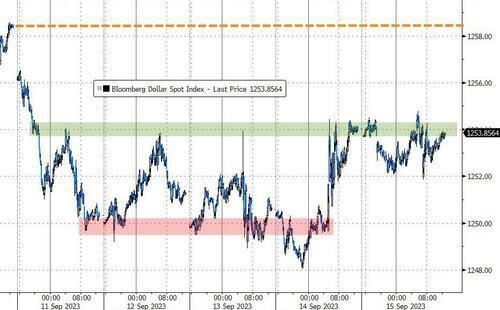 1258.00
1256.00
Bloomberg Dollar Spot Index - Last Price 1253.8564
1254.00
1253.8564
1252.00
1250.00
1248.00
00:00 08:00 00:00 08:00 00:00 08:00 00:00 08:00 00:00 08:00
11 Sep 2023 12 Sep 2023 13 Sep 2023 14 Sep 2023 15 Sep 2023